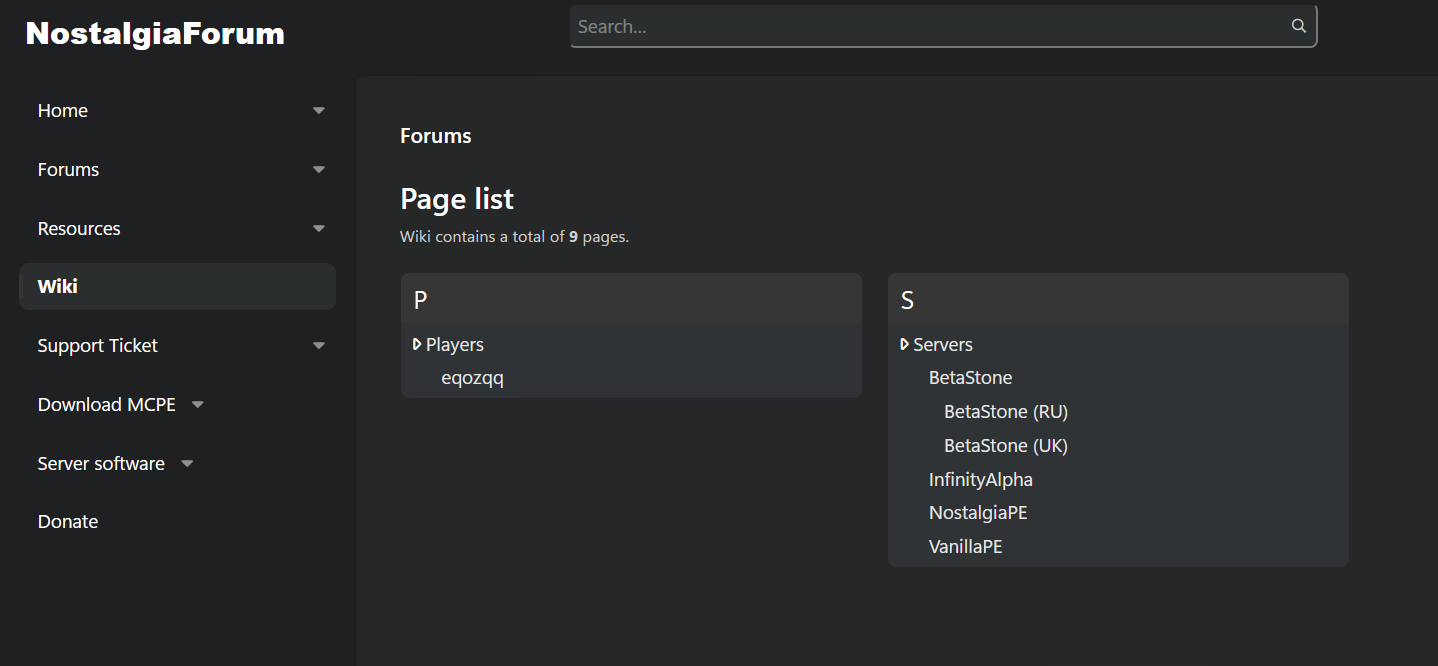 NostalgiaForum
Search...
Home
Forums
Resources
Wiki
Support Ticket
Download MCPE
Server software
Donate
Forums
Page list
Wiki contains a total of 9 pages.
P
Players
eqozqq
S
Servers
BetaStone
BetaStone (RU)
BetaStone (UK)
InfinityAlpha
NostalgiaPE
VanillaPE